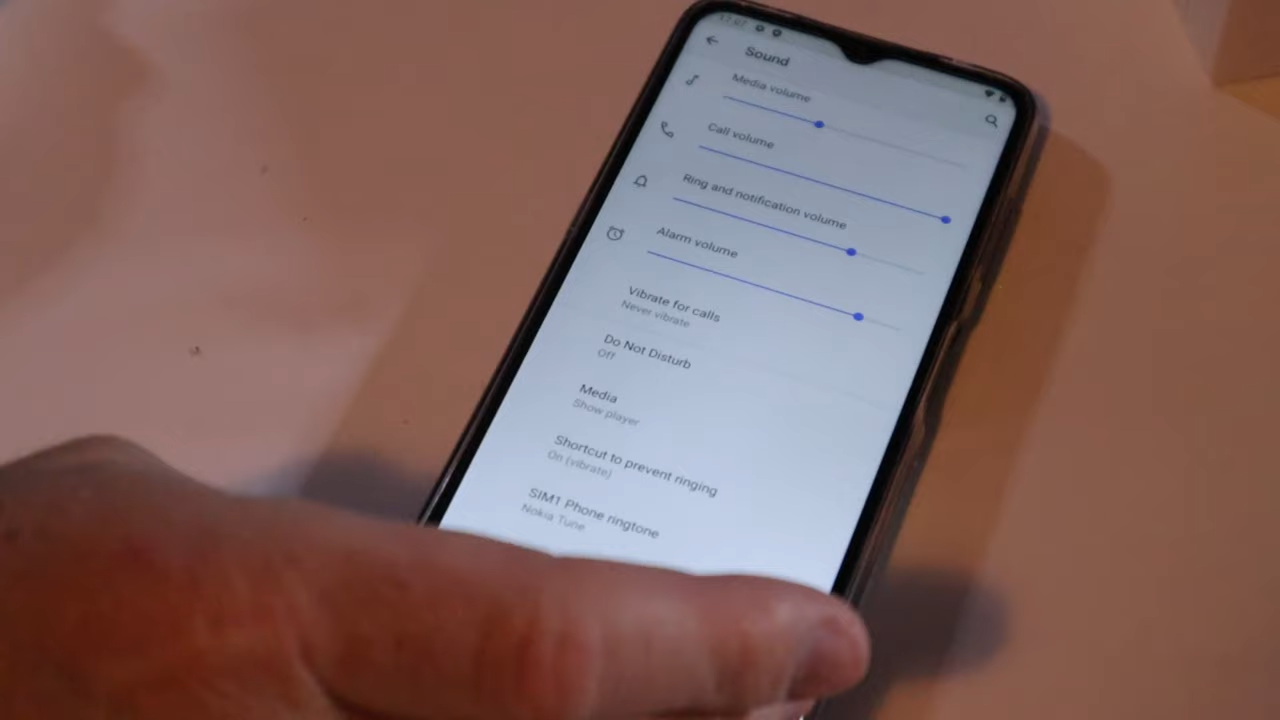 Sound
Media volume
Call volume
Ring and notification volume
Alarm volume
Vibrate for calls
Never vibrate
Do Not Disturb
Off
Media
Show player
Shortcut to prevent ringing
On (vibrate)
SIM1 Phone ringtone
Nokia Tune